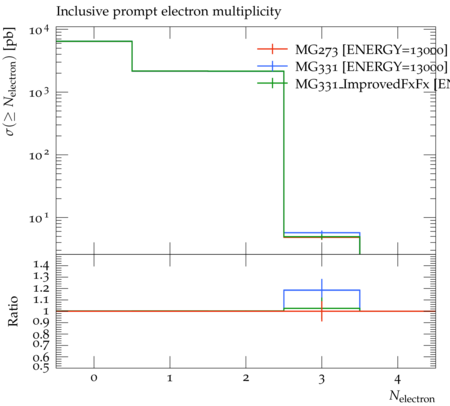 Inclusive prompt electron multiplicity
σ(≥ N_electron) [pb]
10^4
10^3
10^2
10^1
MG273 [ENERGY=13000]
MG331 [ENERGY=13000]
MG331_ImprovedFxFx [EN
Ratio
1.4
1.3
1.2
1.1
1
0.9
0.8
0.7
0.6
0.5
0 1 2 3 4
N_electron